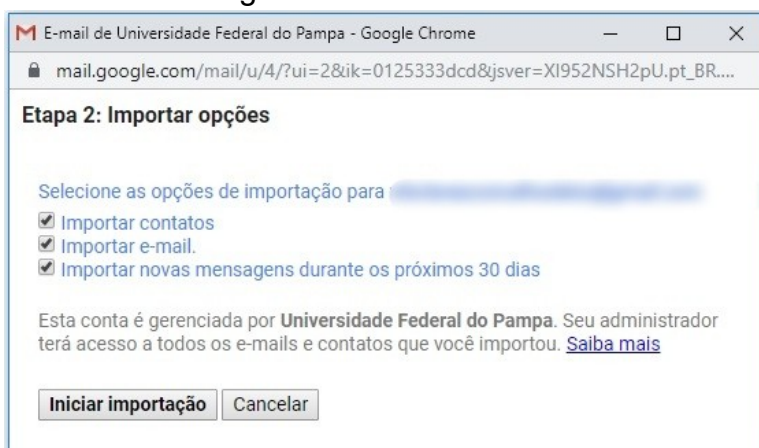 E-mail de Universidade Federal do Pampa - Google Chrome
mail.google.com/mail/u/4/?ui=2&ik=0125333dcd&jsver=XI952NSH2pU.pt_BR....
Etapa 2: Importar opções
Selecione as opções de importação para
Importar contatos
Importar e-mail.
Importar novas mensagens durante os próximos 30 dias
Esta conta é gerenciada por Universidade Federal do Pampa. Seu administrador
terá acesso a todos os e-mails e contatos que você importou. Saiba mais
Iniciar importação Cancelar